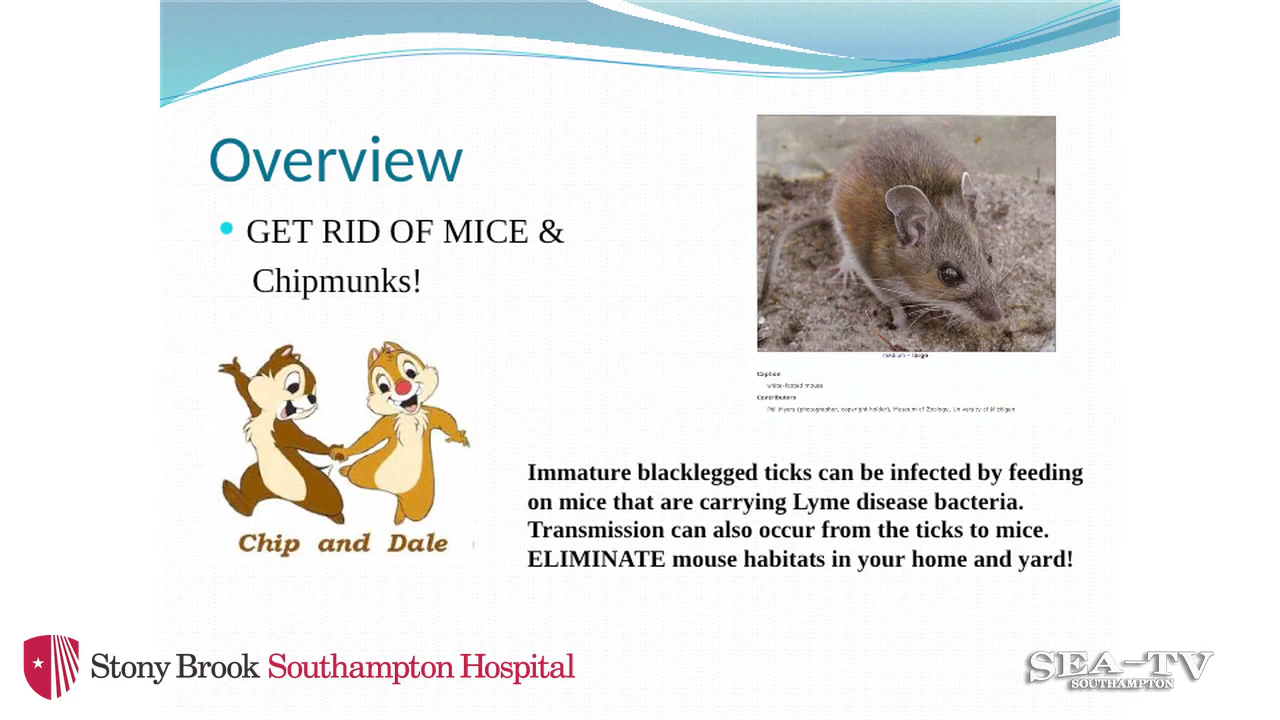 Overview
GET RID OF MICE &
Chipmunks!
medium - large
Caption
white-footed mouse
Contributors
Phil Myers (photographer, copyright holder), Museum of Zoology, University of Michigan
Chip and Dale
Immature blacklegged ticks can be infected by feeding
on mice that are carrying Lyme disease bacteria.
Transmission can also occur from the ticks to mice.
ELIMINATE mouse habitats in your home and yard!
Stony Brook Southampton Hospital
SEA-TV
SOUTHAMPTON